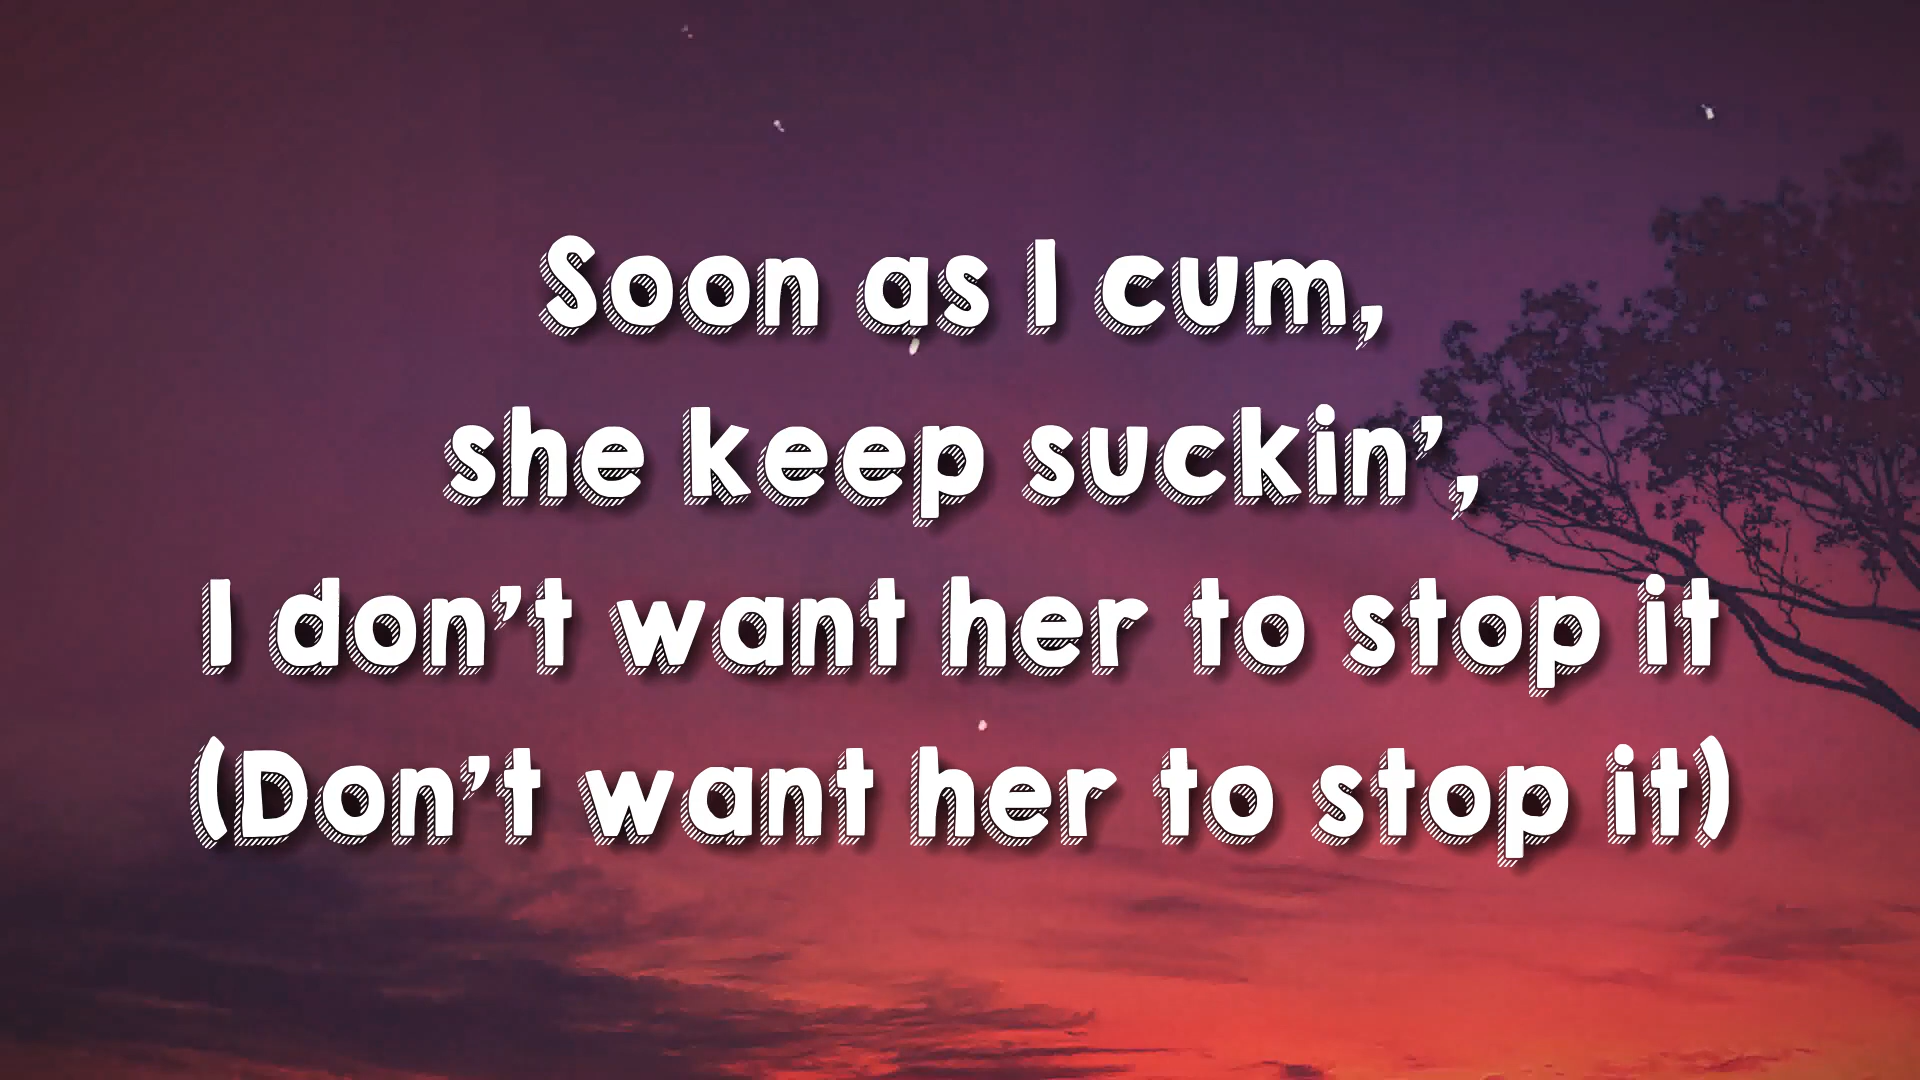 Soon as I cum,
she keep suckin’,
I don’t want her to stop it
(Don’t want her to stop it)